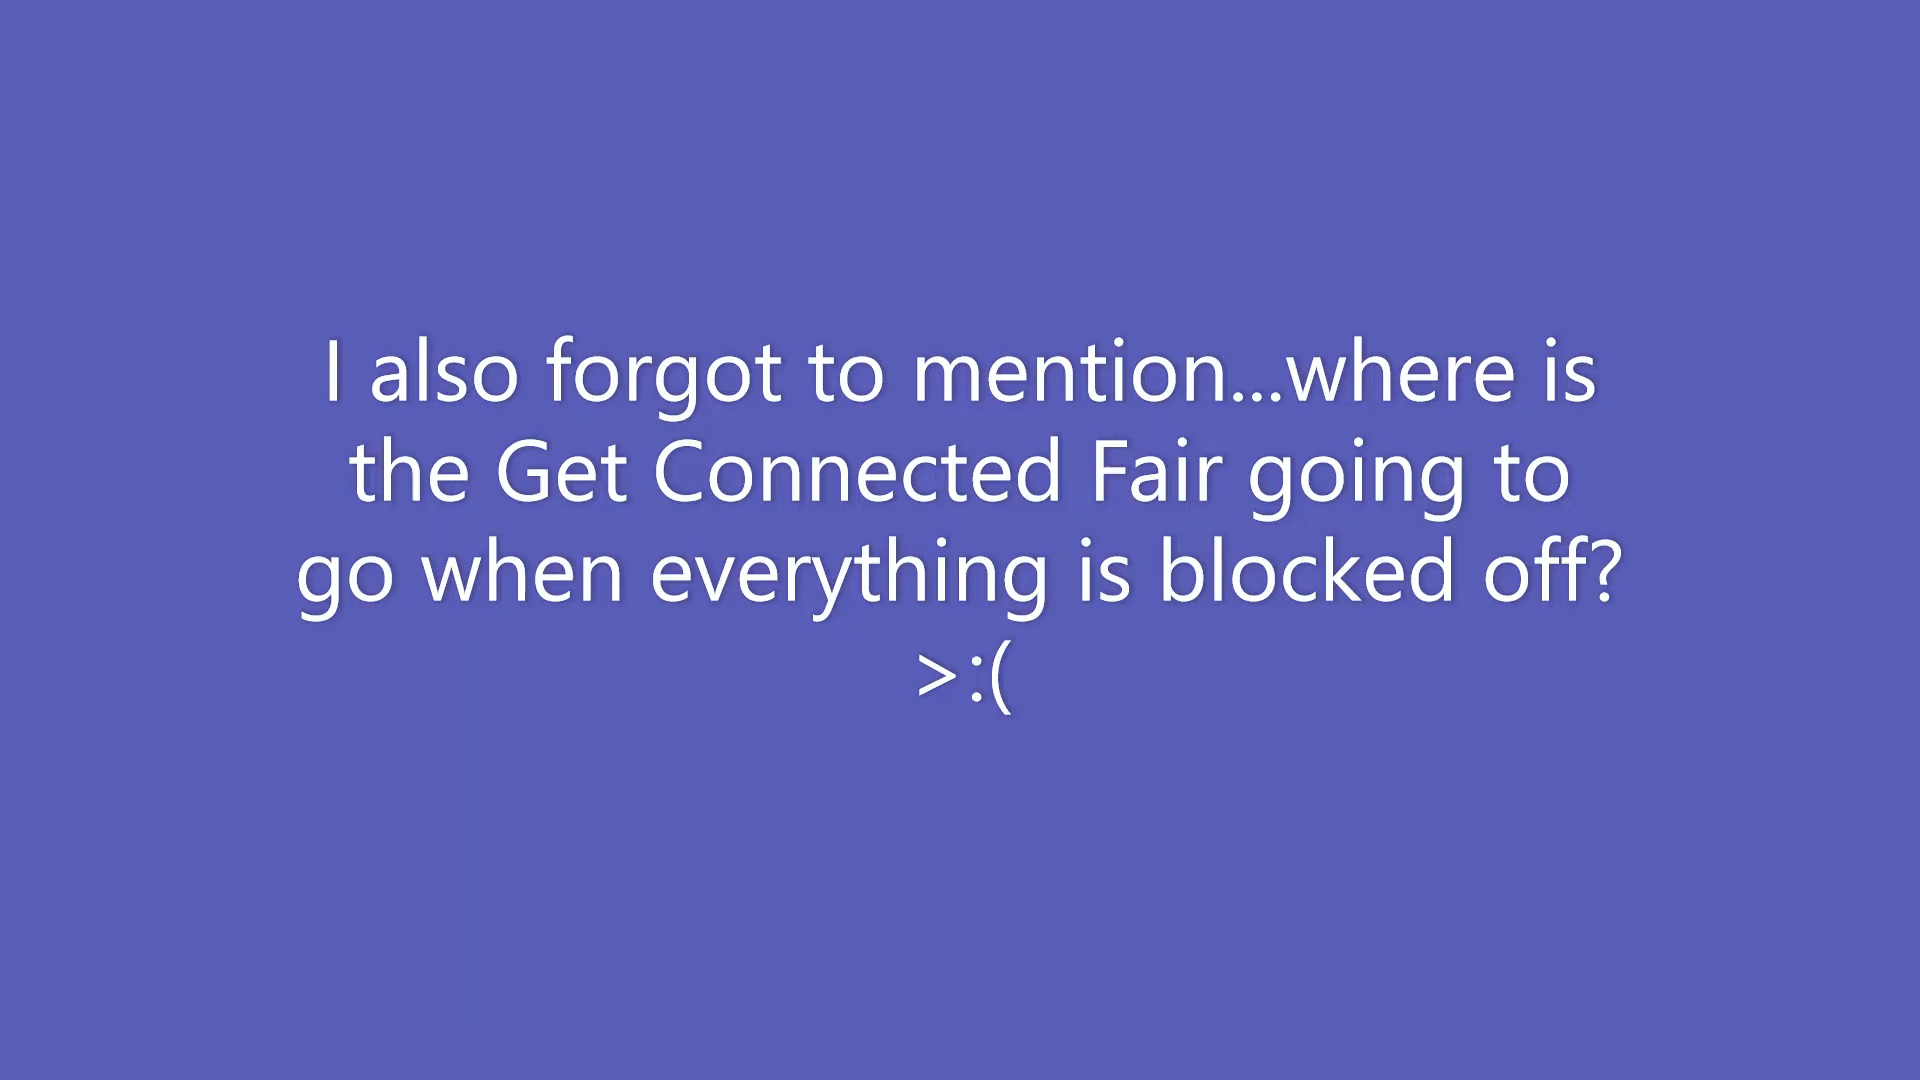 I also forgot to mention...where is
the Get Connected Fair going to
go when everything is blocked off?
>:(